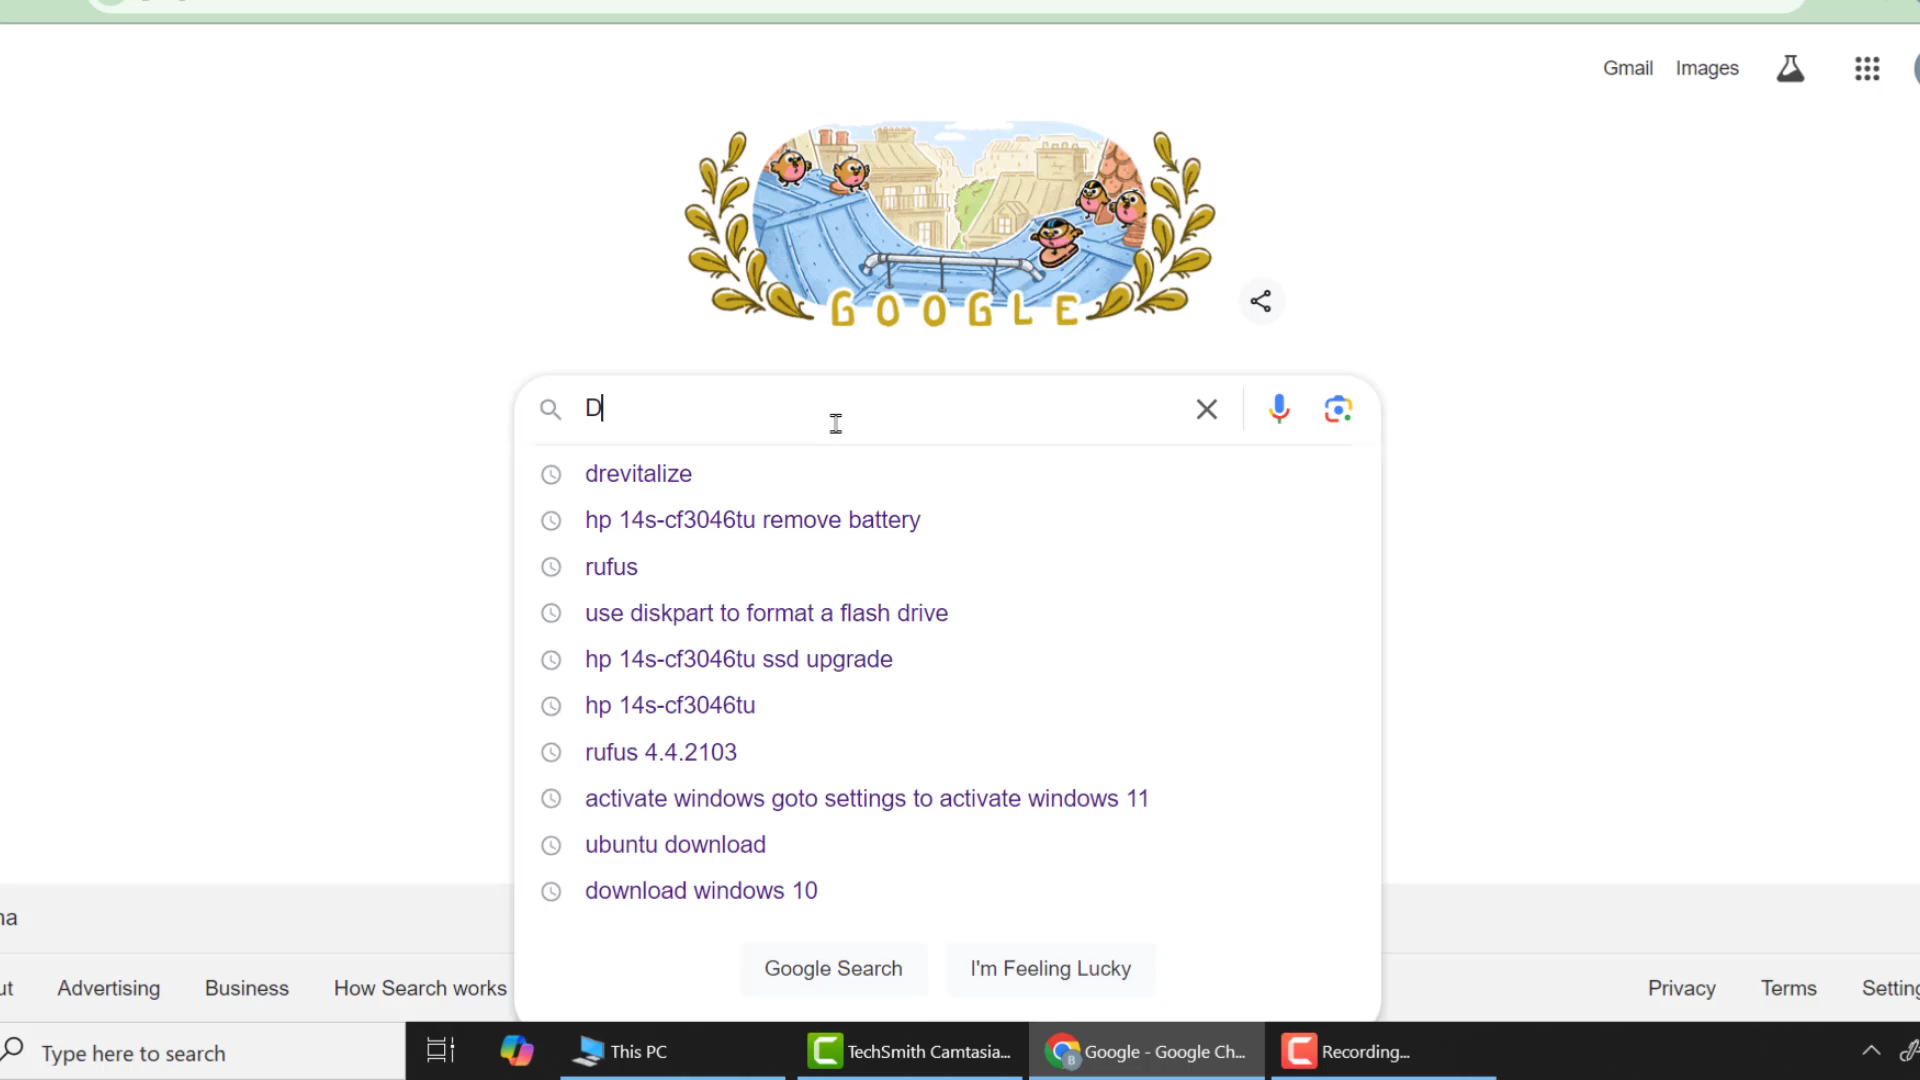 Gmail Images
GOOGLE
D
drevitalize
hp 14s-cf3046tu remove battery
rufus
use diskpart to format a flash drive
hp 14s-cf3046tu ssd upgrade
hp 14s-cf3046tu
rufus 4.4.2103
activate windows goto settings to activate windows 11
ubuntu download
download windows 10
Google Search I'm Feeling Lucky
na
ut Advertising Business How Search works Privacy Terms Setting
Type here to search This PC TechSmith Camtasia... B Google - Google Ch... Recording...